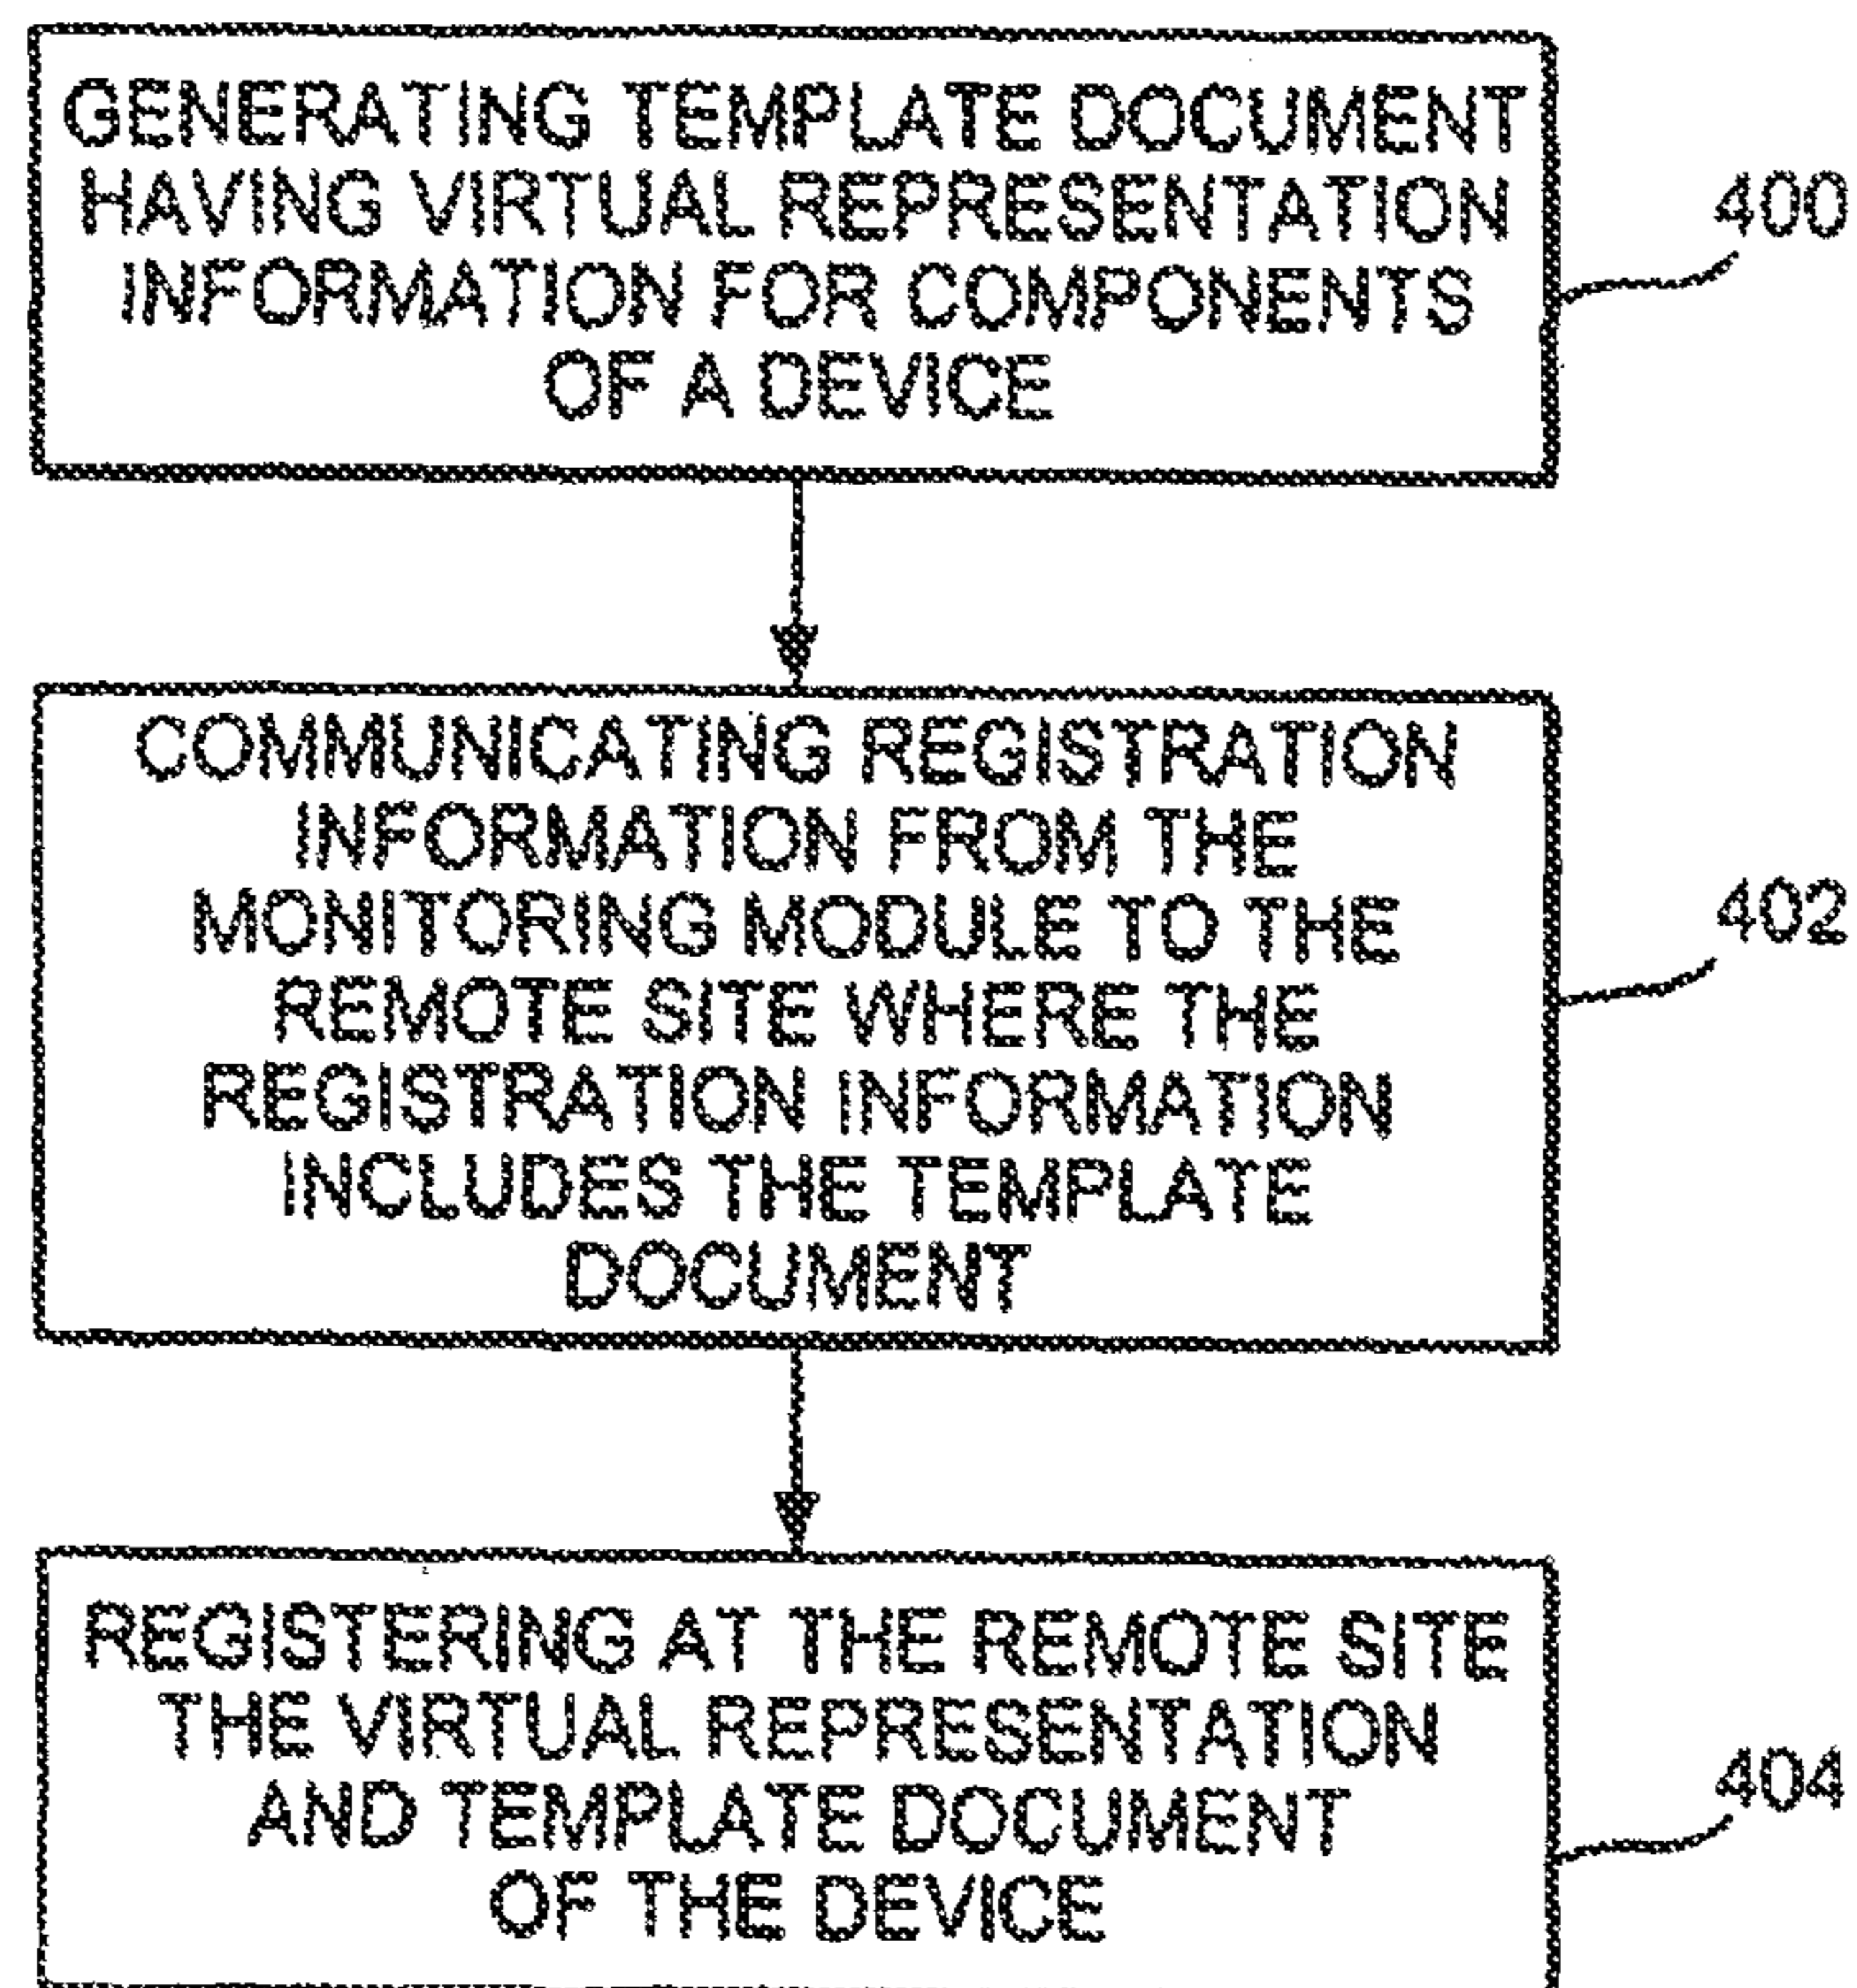 GENERATING TEMPLATE DOCUMENT
HAVING VIRTUAL REPRESENTATION
INFORMATION FOR COMPONENTS
OF A DEVICE
400
COMMUNICATING REGISTRATION
INFORMATION FROM THE
MONITORING MODULE TO THE
REMOTE SITE WHERE THE
REGISTRATION INFORMATION
INCLUDES THE TEMPLATE
DOCUMENT
402
REGISTERING AT THE REMOTE SITE
THE VIRTUAL REPRESENTATION
AND TEMPLATE DOCUMENT
OF THE DEVICE
404